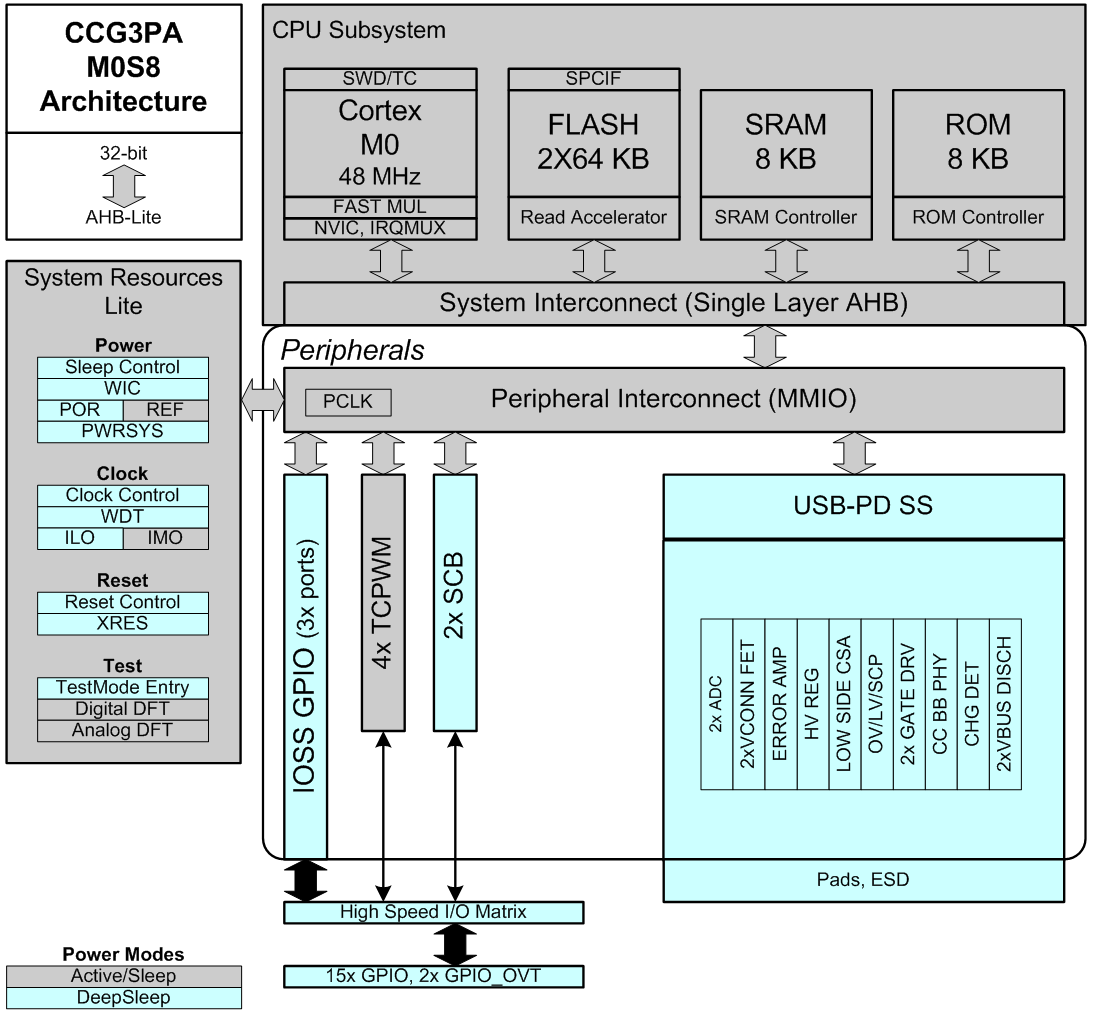 CCG3PA
M0S8
Architecture
32-bit
AHB-Lite
CPU Subsystem
SWD/TC
Cortex
M0
48 MHz
FAST MUL
NVIC, IRQMUX
SPCIF
FLASH
2X64 KB
Read Accelerator
SRAM
8 KB
SRAM Controller
ROM
8 KB
ROM Controller
System Interconnect (Single Layer AHB)
System Resources
Lite
Power
Sleep Control
WIC
POR REF
PWRSYS
Clock
Clock Control
WDT
ILO IMO
Reset
Reset Control
XRES
Test
TestMode Entry
Digital DFT
Analog DFT
Peripherals
PCLK
Peripheral Interconnect (MMIO)
IOSS GPIO (3x ports)
4x TCPWM
2x SCB
USB-PD SS
2x ADC
2xVCONN FET
ERROR AMP
HV REG
LOW SIDE CSA
OV/LV/SCP
2x GATE DRV
CC BB PHY
CHG DET
2xVBUS DISCH
Pads, ESD
High Speed I/O Matrix
15x GPIO, 2x GPIO_OVT
Power Modes
Active/Sleep
DeepSleep